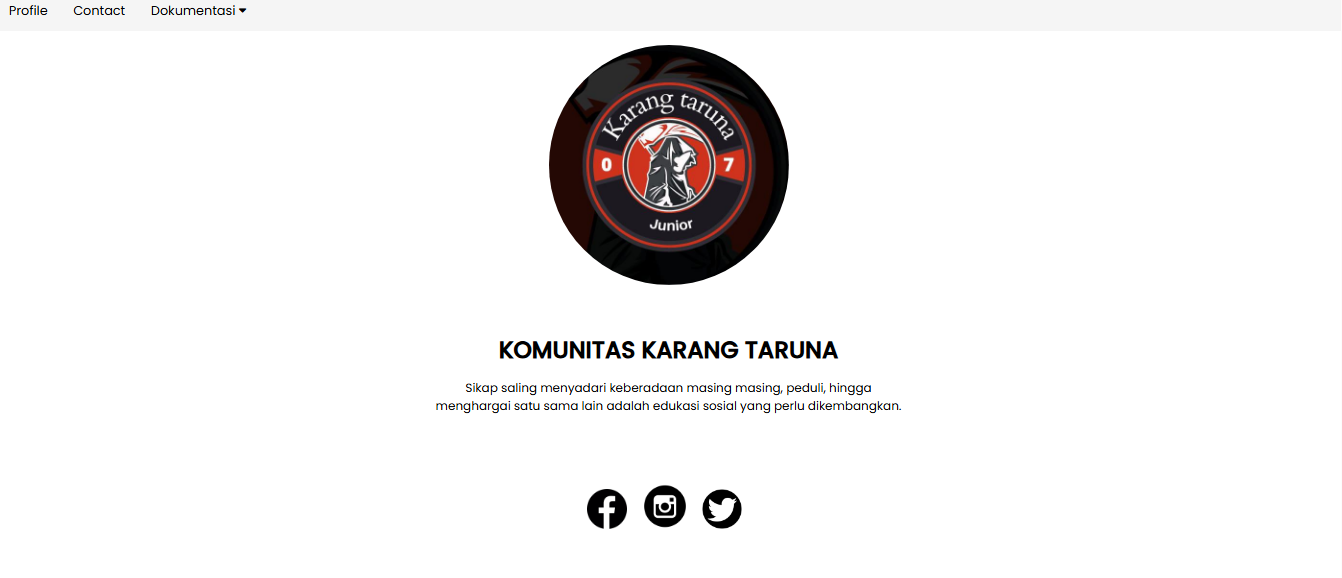 Profile Contact Dokumentasi
Karang taruna
0 7
Junior
KOMUNITAS KARANG TARUNA
Sikap saling menyadari keberadaan masing masing, peduli, hingga
menghargai satu sama lain adalah edukasi sosial yang perlu dikembangkan.